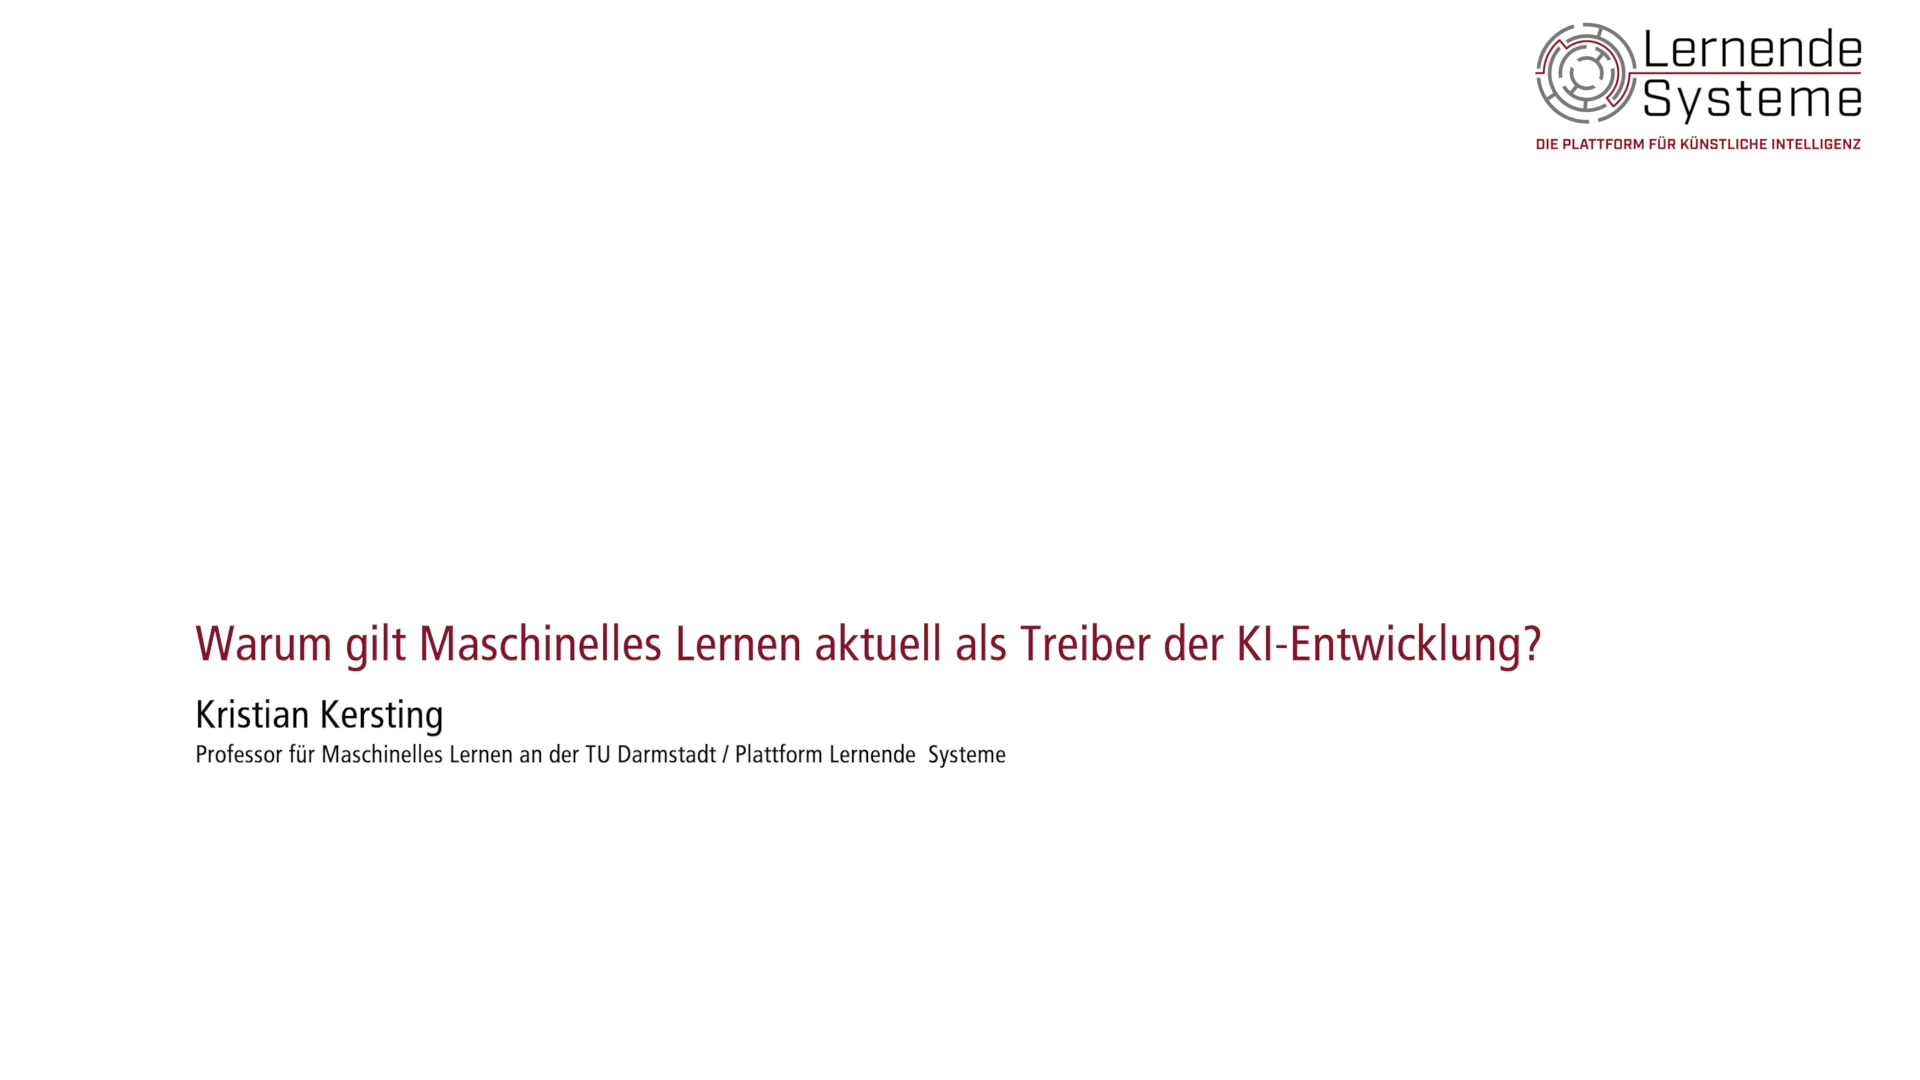 Lernende
Systeme
DIE PLATTFORM FÜR KÜNSTLICHE INTELLIGENZ
Warum gilt Maschinelles Lernen aktuell als Treiber der KI-Entwicklung?
Kristian Kersting
Professor für Maschinelles Lernen an der TU Darmstadt / Plattform Lernende  Systeme